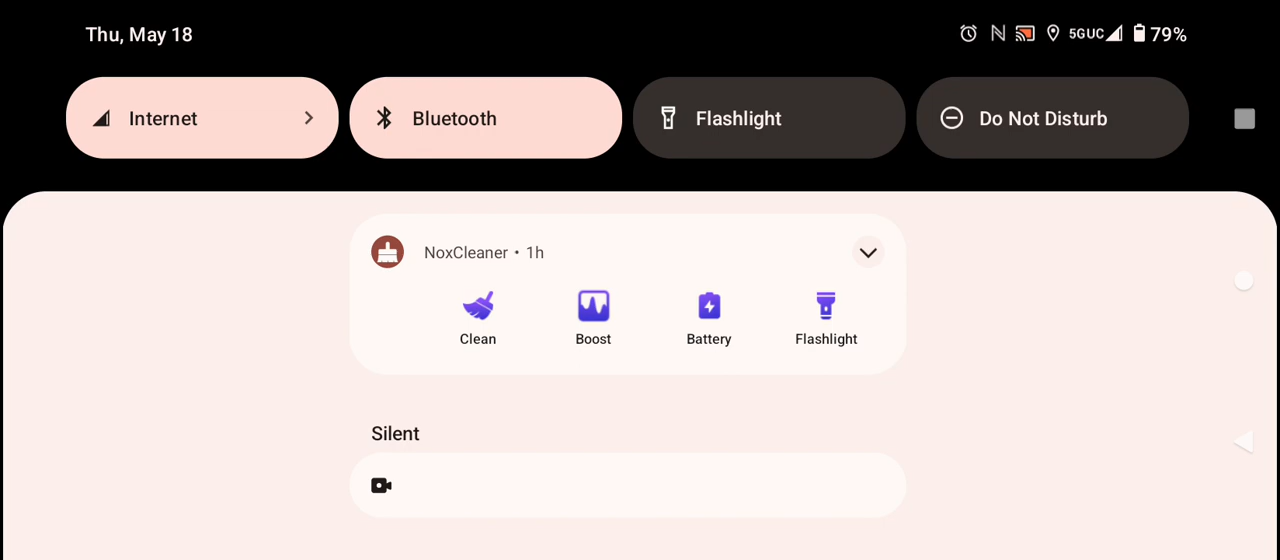 Thu, May 18 5GUC 79%
Internet Bluetooth Flashlight Do Not Disturb
NoxCleaner • 1h
Clean Boost Battery Flashlight
Silent